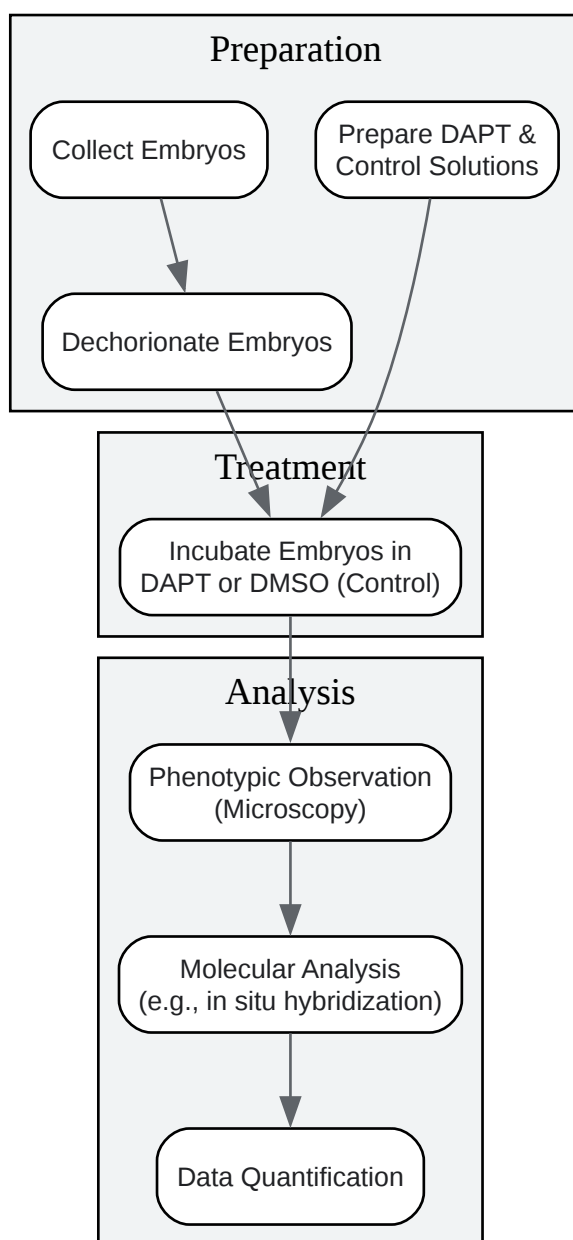 Preparation
Collect Embryos
Prepare DAPT &
Control Solutions
Dechorionate Embryos
Treatment
Incubate Embryos in
DAPT or DMSO (Control)
Analysis
Phenotypic Observation
(Microscopy)
Molecular Analysis
(e.g., in situ hybridization)
Data Quantification